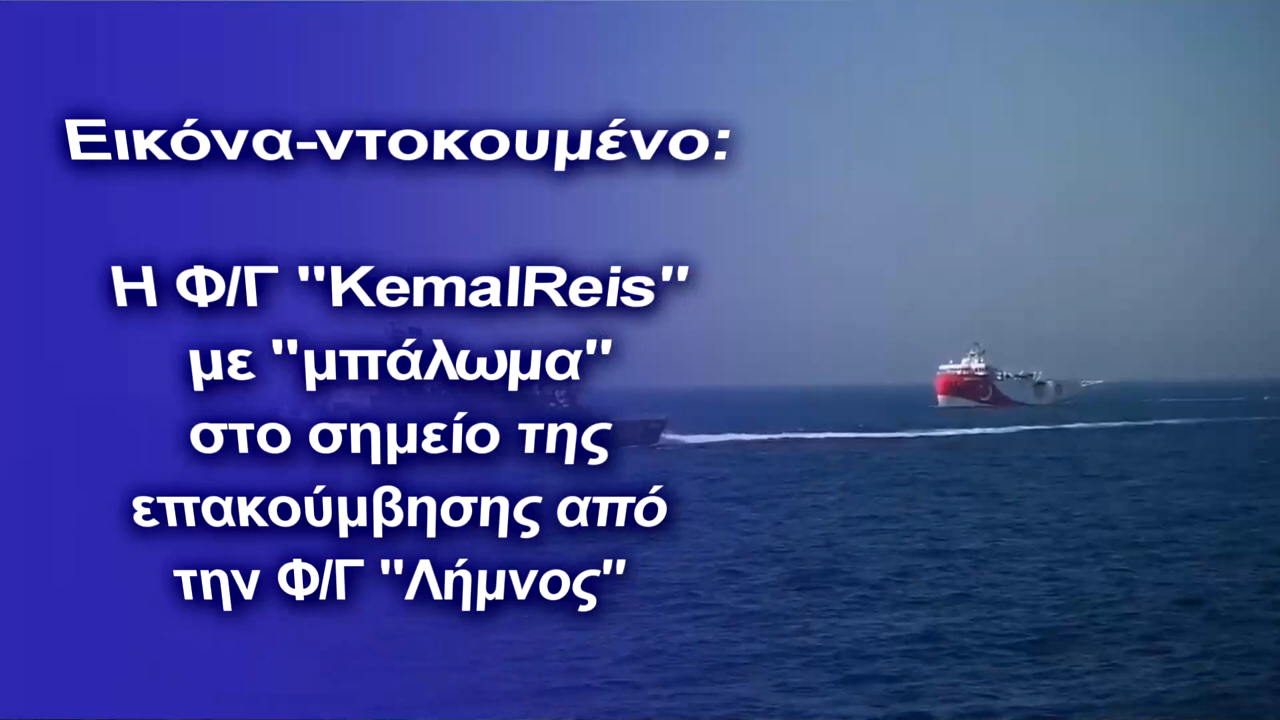 Εικόνα-ντοκουμένο:
Η Φ/Γ "KemalReis"
με "μπάλωμα"
στο σημείο της
επακούμβησης από
την Φ/Γ "Λήμνος"